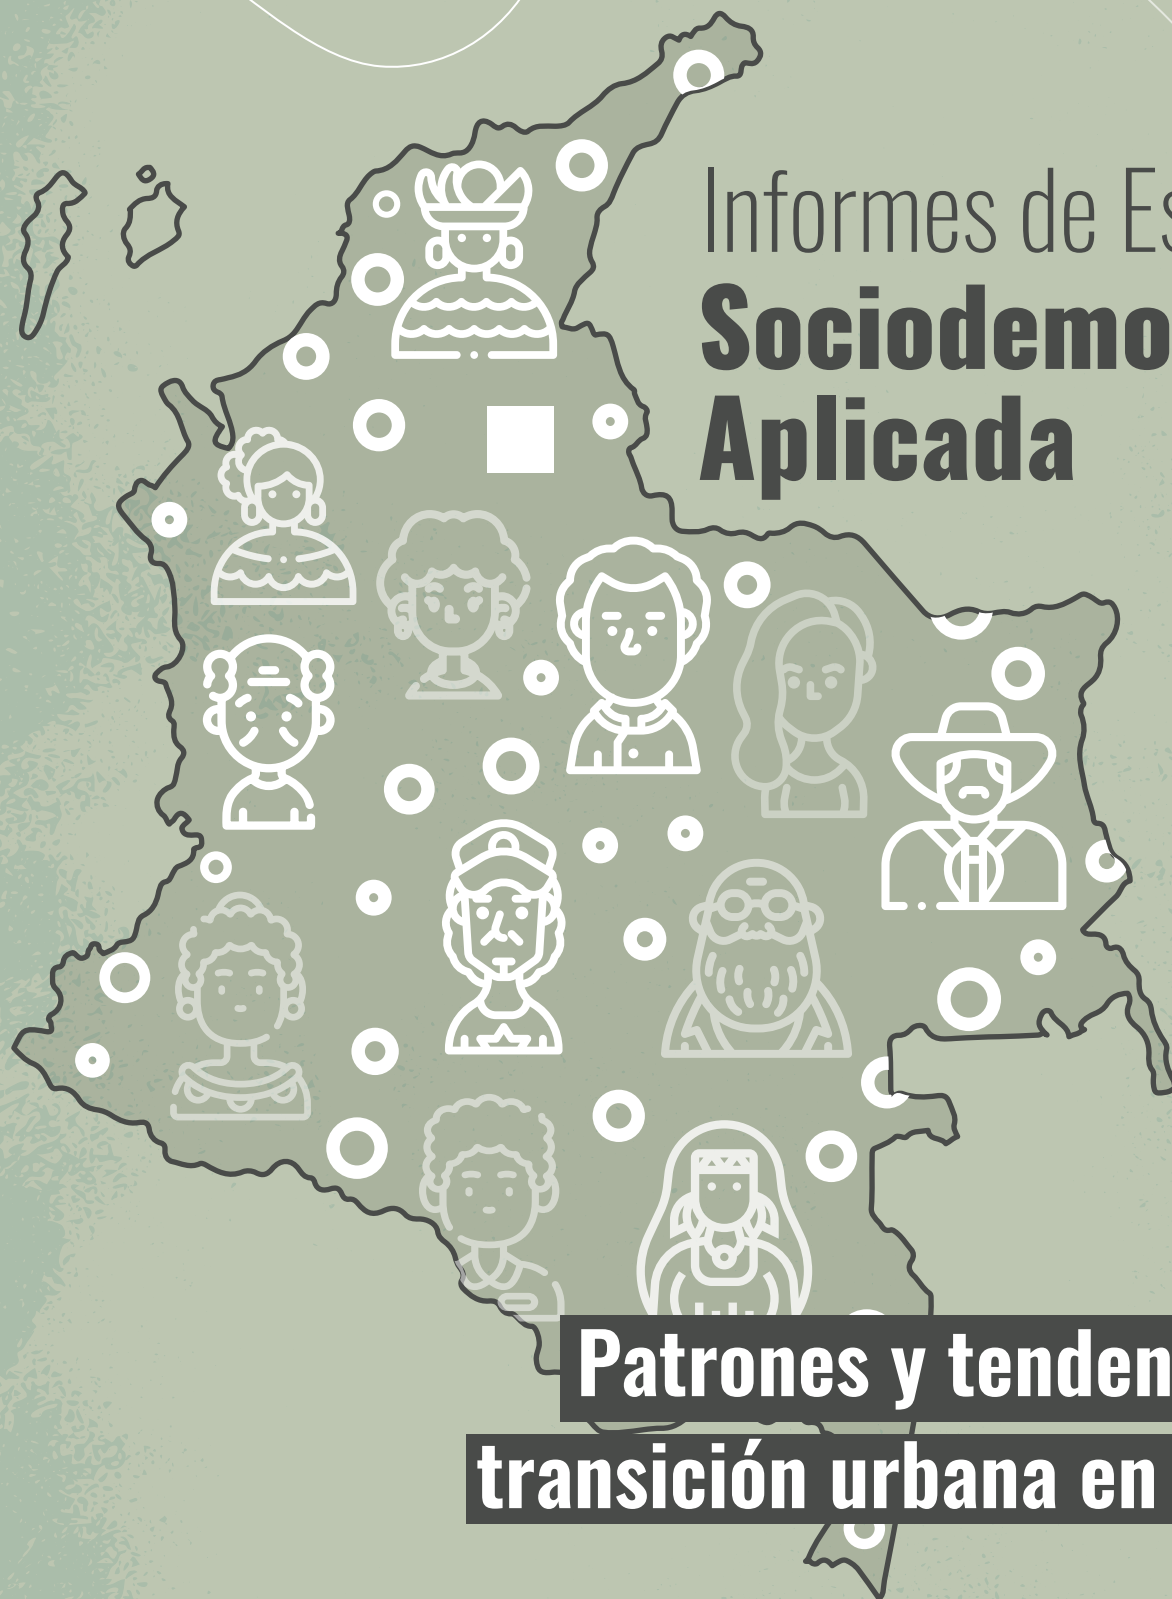 Informes de Es
Sociodemo
Aplicada
Patrones y tenden
transición urbana en